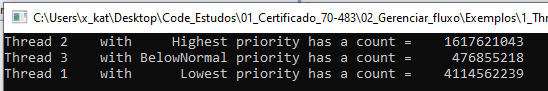 C:\Users\x_kat\Desktop\Code_Estudos\01_Certificado_70-483\02_Gerenciar_fluxo\Exemplos\1_Thr
Thread 2    with      Highest priority has a count =    1617621043
Thread 3    with  BelowNormal priority has a count =     476855218
Thread 1    with       Lowest priority has a count =    4114562239